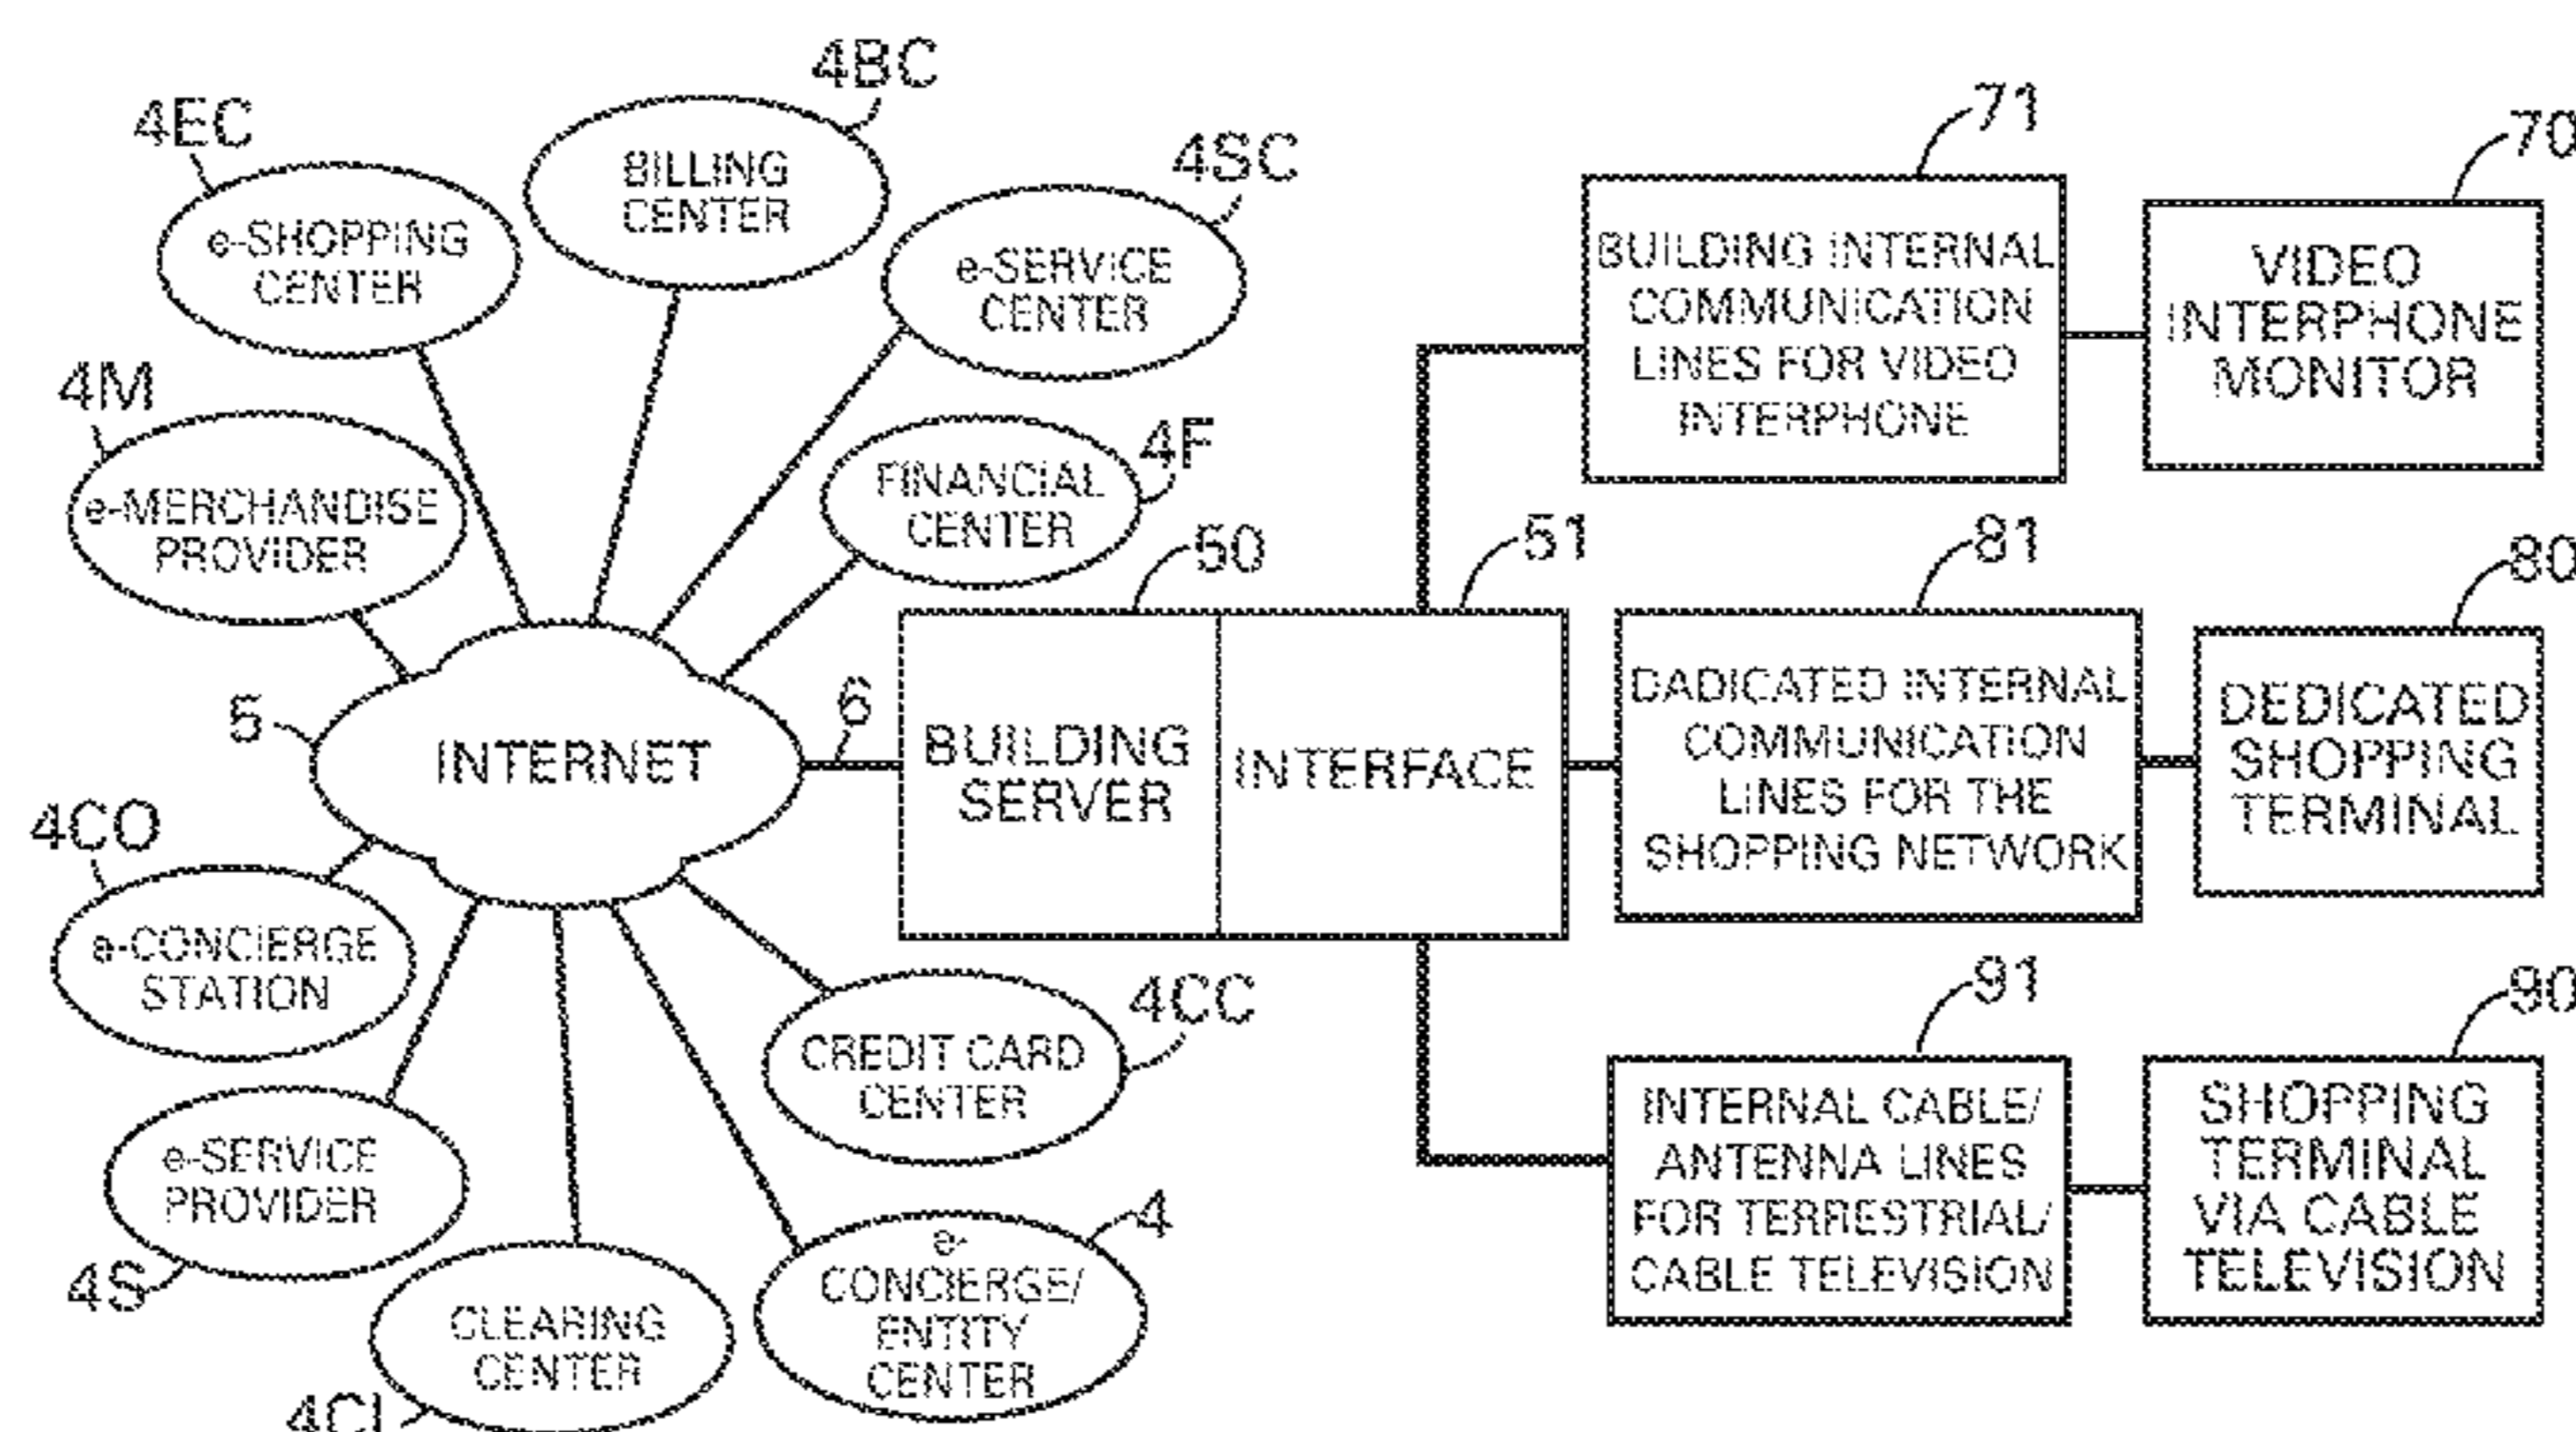 4BC
4EC
BILLING
CENTER
4SC
e-SHOPPING
CENTER
e-SERVICE
CENTER
4M
e-MERCHANDISE
PROVIDER
4F
FINANCIAL
CENTER
5
INTERNET
6
50
BUILDING
SERVER
51
INTERFACE
71
BUILDING INTERNAL
COMMUNICATION
LINES FOR VIDEO
INTERPHONE
70
VIDEO
INTERPHONE
MONITOR
81
DADICATED INTERNAL
COMMUNICATION
LINES FOR THE
SHOPPING NETWORK
80
DEDICATED
SHOPPING
TERMINAL
91
INTERNAL CABLE/
ANTENNA LINES
FOR TERRESTRIAL/
CABLE TELEVISION
90
SHOPPING
TERMINAL
VIA CABLE
TELEVISION
4CO
e-CONCIERGE
STATION
4CC
CREDIT CARD
CENTER
e-SERVICE
PROVIDER
4S
4
e-
CONCIERGE/
ENTITY
CENTER
CLEARING
CENTER